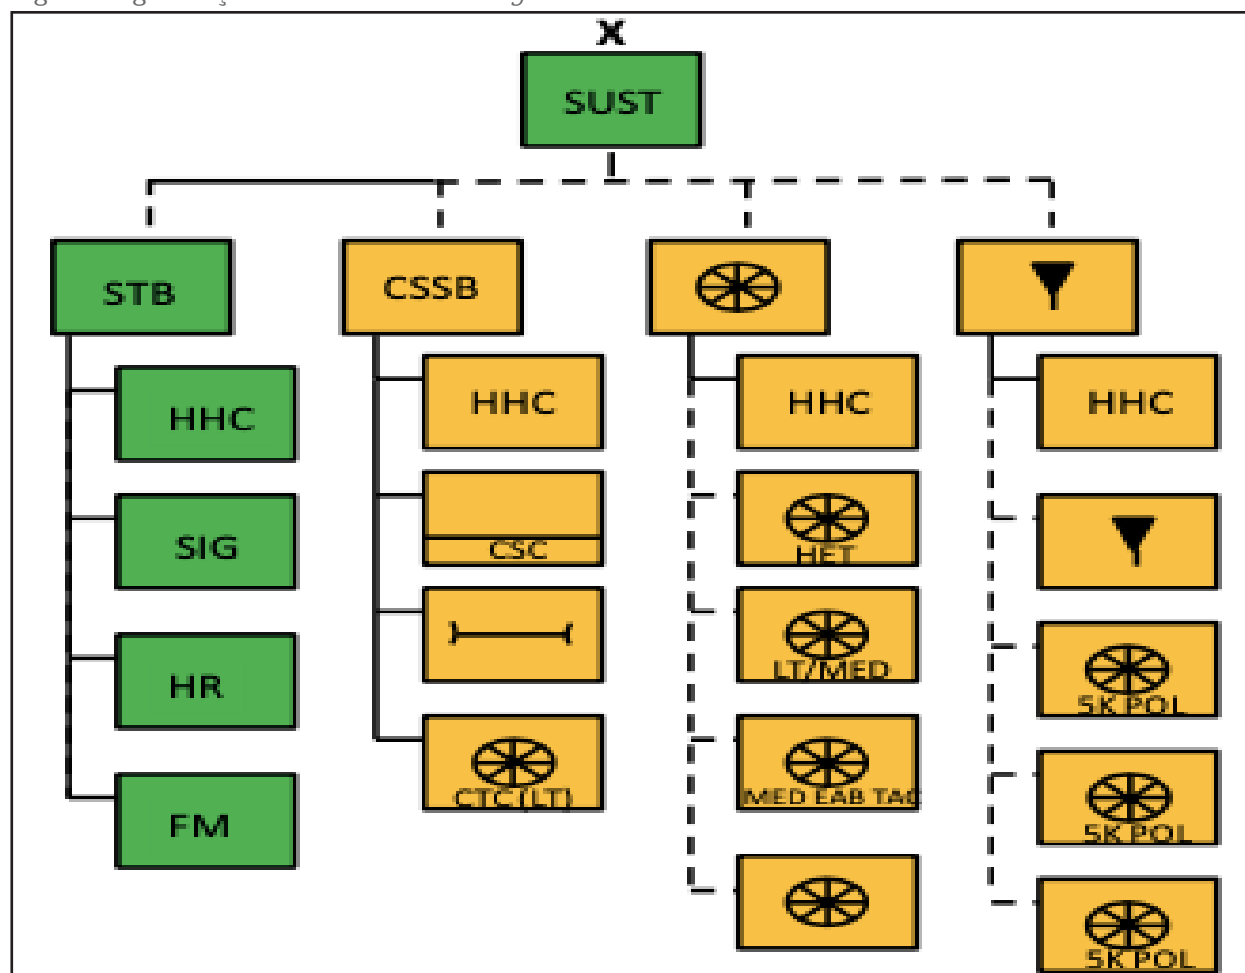 X
SUST
STB
CSSB
HHC
SIG
HR
FM
HHC
CSC
CTC (LT)
HHC
HET
LT/MED
MED EAB TAC
HHC
5K POL
5K POL
5K POL